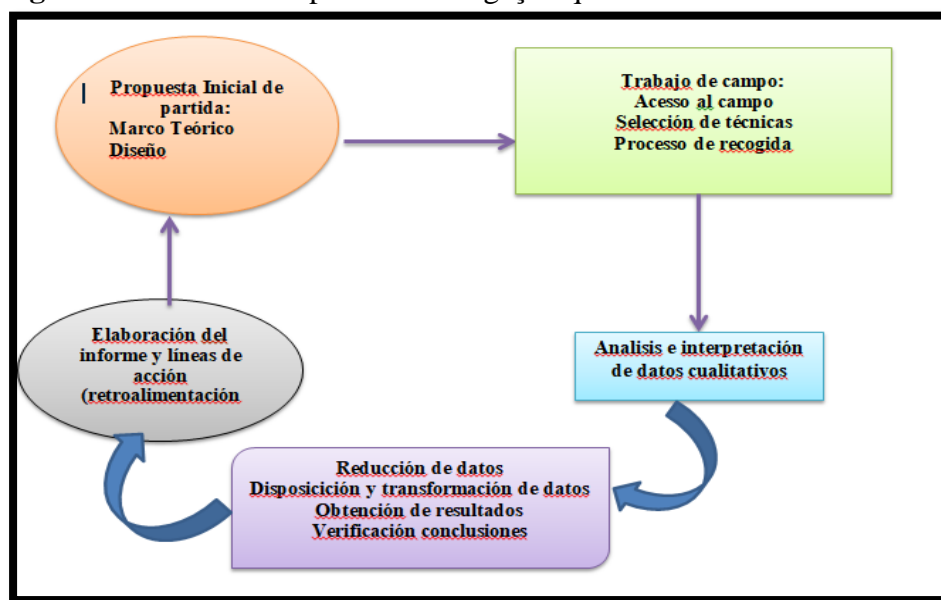 Propuesta Inicial de
partida:
Marco Teórico
Diseño
Trabajo de campo:
Acesso al campo
Selección de técnicas
Processo de recogida
Analisis e interpretación
de datos cualitativos
Reducción de datos
Disposicición y transformación de datos
Obtención de resultados
Verificación conclusiones
Elaboración del
informe y líneas de
acción
(retroalimentación